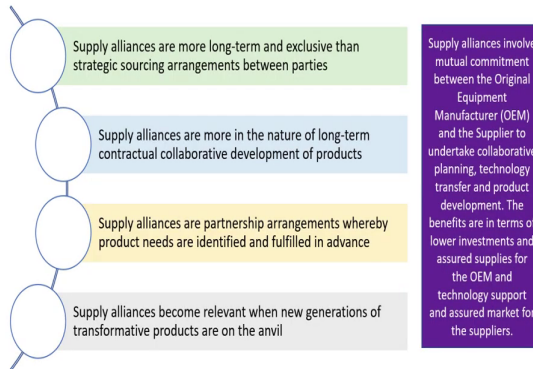 Supply alliances are more long-term and exclusive than
strategic sourcing arrangements between parties
Supply alliances are more in the nature of long-term
contractual collaborative development of products
Supply alliances are partnership arrangements whereby
product needs are identified and fulfilled in advance
Supply alliances become relevant when new generations of
transformative products are on the anvil
Supply alliances involve
mutual commitment
between the Original
Equipment
Manufacturer (OEM)
and the Supplier to
undertake collaborative
planning, technology
transfer and product
development. The
benefits are in terms of
lower investments and
assured supplies for
the OEM and
technology support
and assured market for
the suppliers.